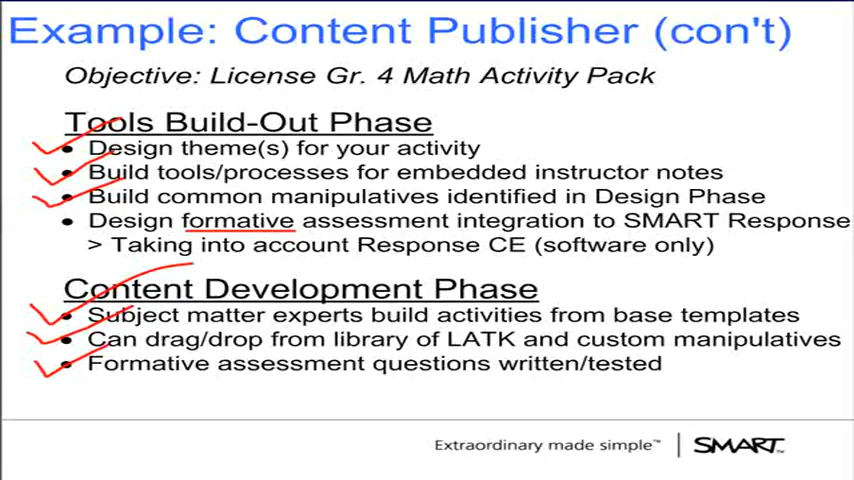 Example: Content Publisher (con't)
Objective: License Gr. 4 Math Activity Pack
Tools Build-Out Phase
• Design theme(s) for your activity
• Build tools/processes for embedded instructor notes
• Build common manipulatives identified in Design Phase
• Design formative assessment integration to SMART Response
> Taking into account Response CE (software only)
Content Development Phase
• Subject matter experts build activities from base templates
• Can drag/drop from library of LATK and custom manipulatives
• Formative assessment questions written/tested
Extraordinary made simple™ | SMART™